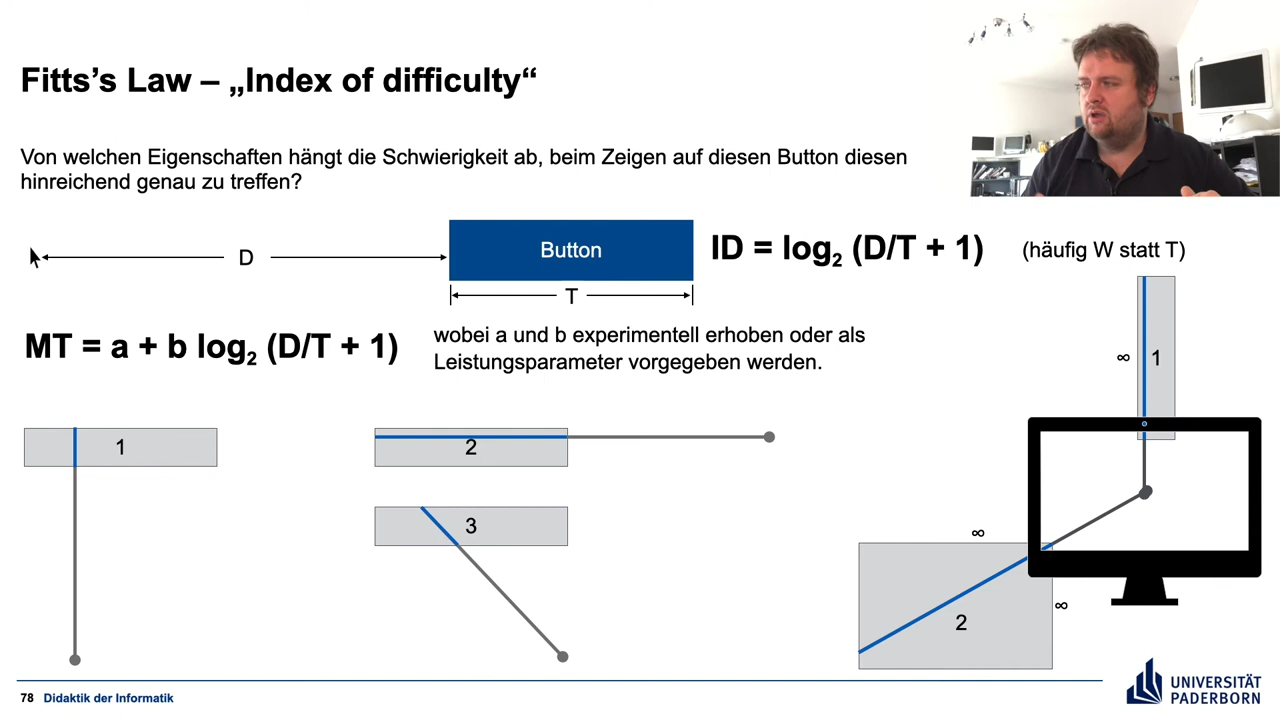 Fitts's Law – „Index of difficulty“
Von welchen Eigenschaften hängt die Schwierigkeit ab, beim Zeigen auf diesen Button diesen
hinreichend genau zu treffen?
D
Button
ID = log₂ (D/T + 1)
(häufig W statt T)
T
MT = a + b log₂ (D/T + 1)
wobei a und b experimentell erhoben oder als
Leistungsparameter vorgegeben werden.
∞
1
1
2
3
∞
∞
2
78 Didaktik der Informatik
UNIVERSITÄT
PADERBORN